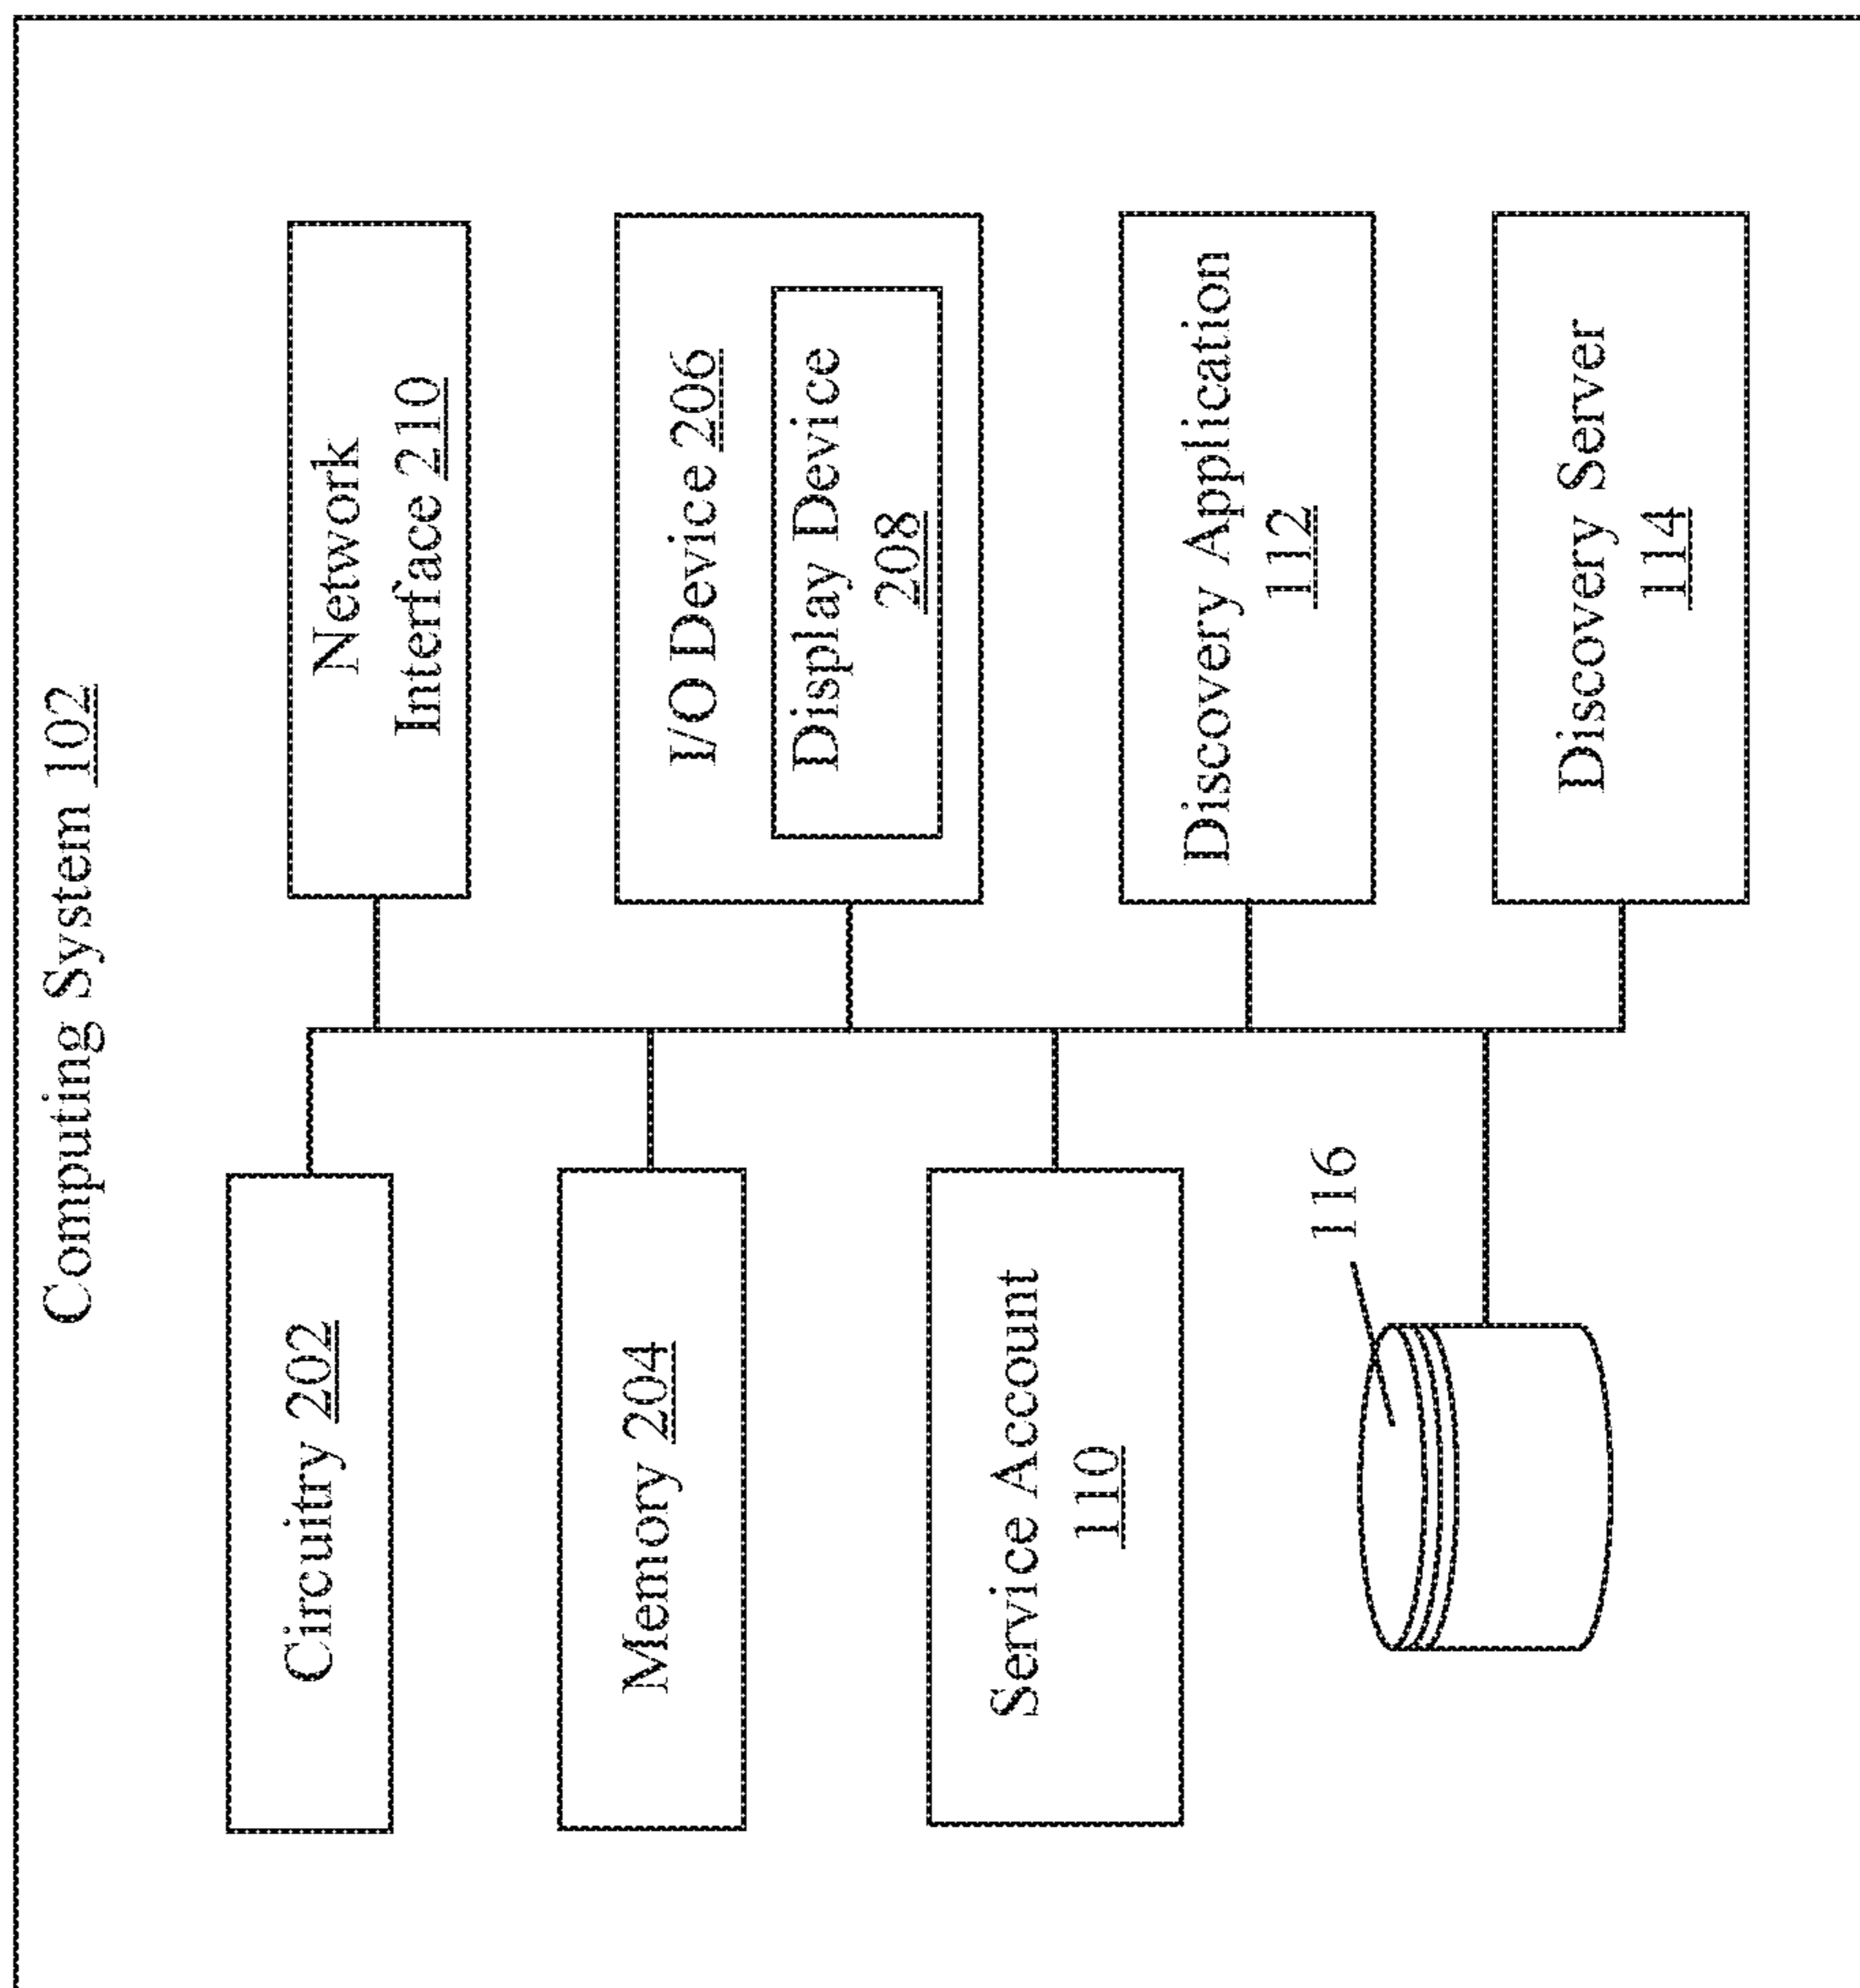 Computing System 102
Circuitry 202
Memory 204
Service Account
110
116
Network
Interface 210
I/O Device 206
Display Device
208
Discovery Application
112
Discovery Server
114